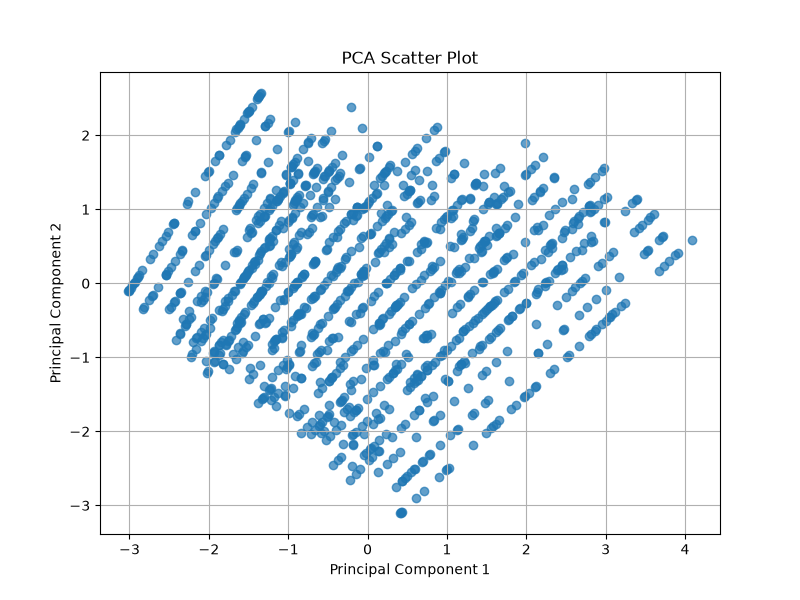 PCA Scatter Plot
Principal Component 2
2
1
0
−1
−2
−3
−3 −2 −1 0 1 2 3 4
Principal Component 1